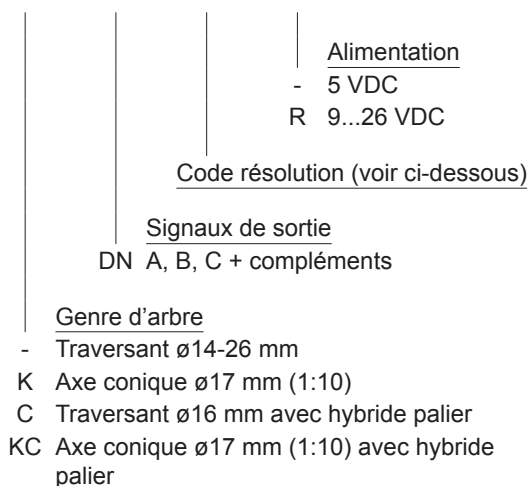 Alimentation
- 5 VDC
R 9...26 VDC
Code résolution (voir ci-dessous)
Signaux de sortie
DN A, B, C + compléments
Genre d'arbre
- Traversant ø14-26 mm
K Axe conique ø17 mm (1:10)
C Traversant ø16 mm avec hybride palier
KC Axe conique ø17 mm (1:10) avec hybride
palier